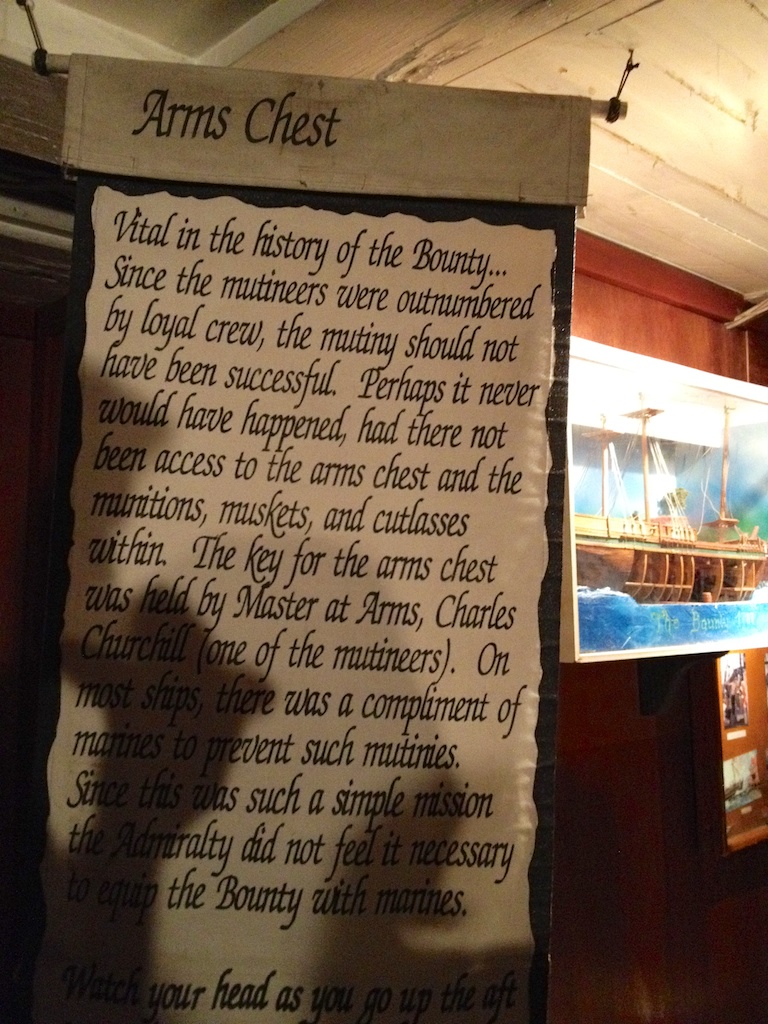 Arms Chest
Vital in the history of the Bounty...
Since the mutineers were outnumbered
by loyal crew, the mutiny should not
have been successful. Perhaps it never
would have happened, had there not
been access to the arms chest and the
munitions, muskets, and cutlasses
within. The key for the arms chest
was held by Master at Arms, Charles
Churchill (one of the mutineers). On
most ships, there was a compliment of
marines to prevent such mutinies.
Since this was such a simple mission
the Admiralty did not feel it necessary
to equip the Bounty with marines.
Watch your head as you go up the aft
The Bounty